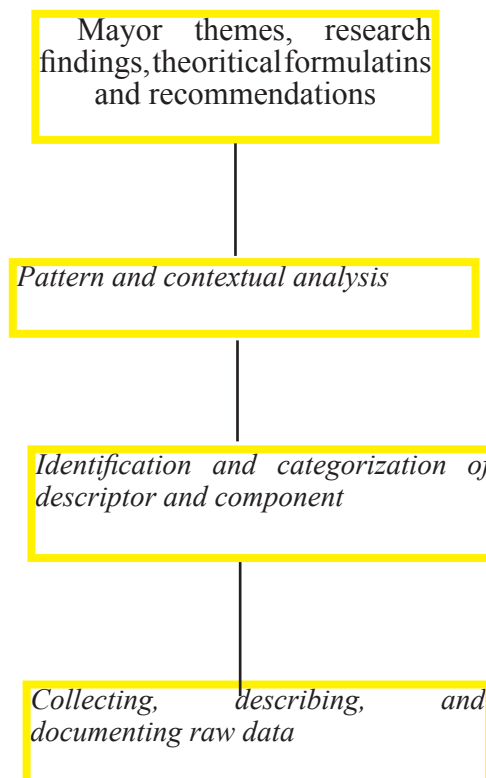 Mayor themes, research
findings, theoritical formulatins
and recommendations
Pattern and contextual analysis
Identification and categorization of
descriptor and component
Collecting, describing, and
documenting raw data